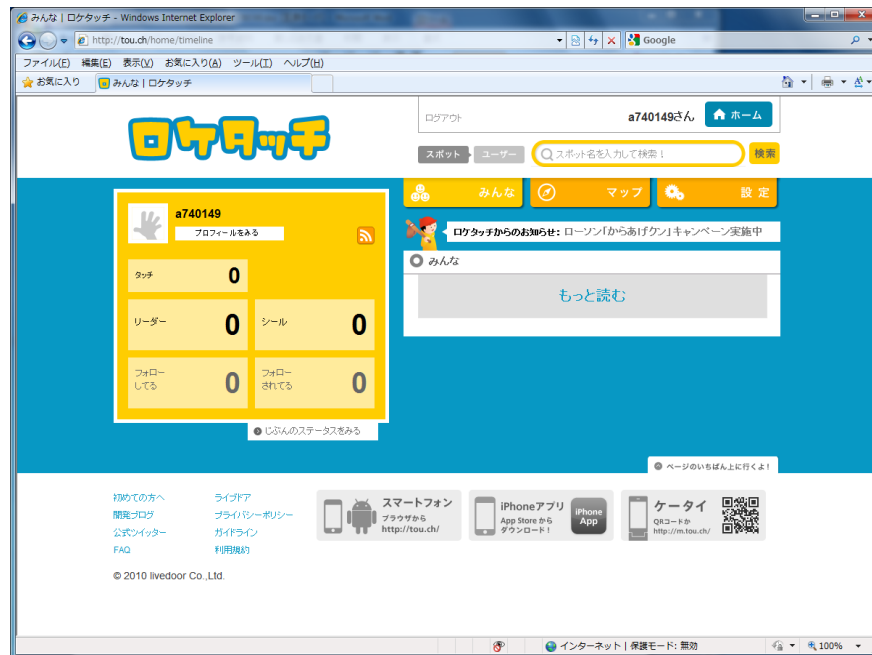 みんな | ロケタッチ - Windows Internet Explorer
http://tou.ch/home/timeline
Google
ファイル(F) 編集(E) 表示(V) お気に入り(A) ツール(T) ヘルプ(H)
お気に入り
みんな | ロケタッチ
ロケタッチ
ログアウト
a740149さん
ホーム
スポット
ユーザー
スポット名を入力して検索!
検索
みんな
マップ
設定
a740149
プロフィールをみる
タッチ 0
リーダー 0
シール 0
フォロー
してる 0
フォロー
されてる 0
じぶんのステータスをみる
ロケタッチからのお知らせ: ローソン「からあげクン」キャンペーン実施中
みんな
もっと読む
ページのいちばん上に行くよ!
初めての方へ
開発ブログ
公式ツイッター
FAQ
ライブドア
プライバシーポリシー
ガイドライン
利用規約
スマートフォン
ブラウザから
http://tou.ch/
iPhoneアプリ
App Store から
ダウンロード!
iPhone
App
ケータイ
QRコードか
http://m.tou.ch/
© 2010 livedoor Co.,Ltd.
インターネット | 保護モード: 無効
100%